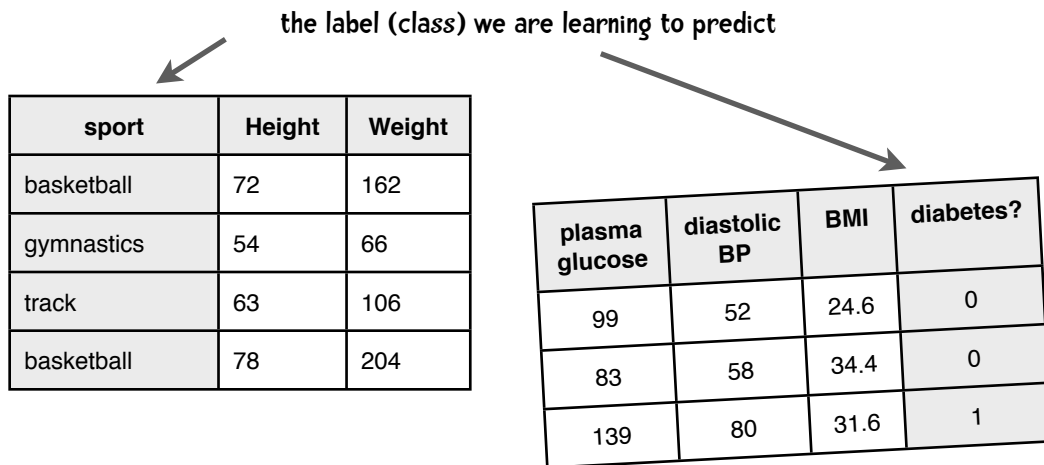 the label (class) we are learning to predict
sport Height Weight
basketball 72 162
gymnastics 54 66
track 63 106
basketball 78 204
plasma glucose diastolic BP BMI diabetes?
99 52 24.6 0
83 58 34.4 0
139 80 31.6 1